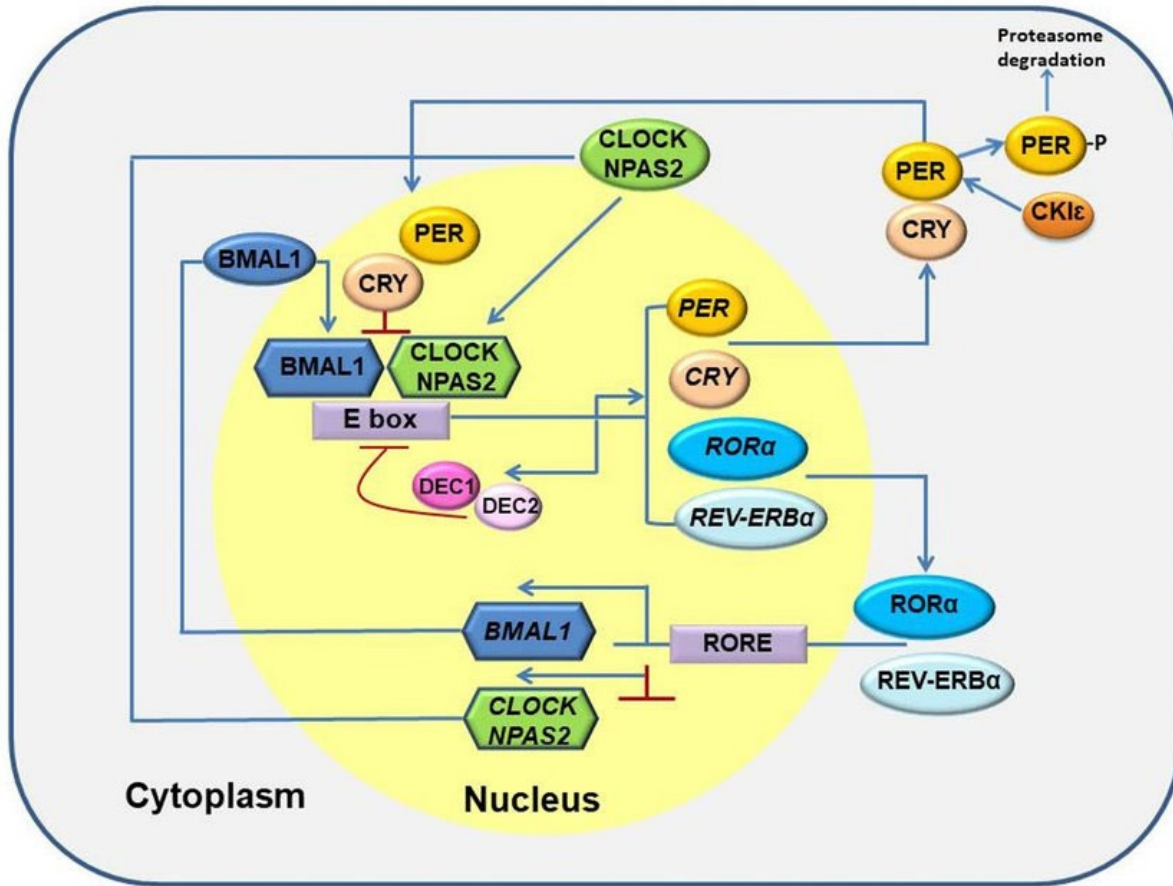 Proteasome
degradation
CLOCK
NPAS2
PER
PER
-P
CKIε
CRY
PER
BMAL1
CRY
PER
CLOCK
NPAS2
BMAL1
CRY
E box
RORα
DEC1
DEC2
REV-ERBα
RORα
BMAL1
RORE
REV-ERBα
CLOCK
NPAS2
Cytoplasm
Nucleus